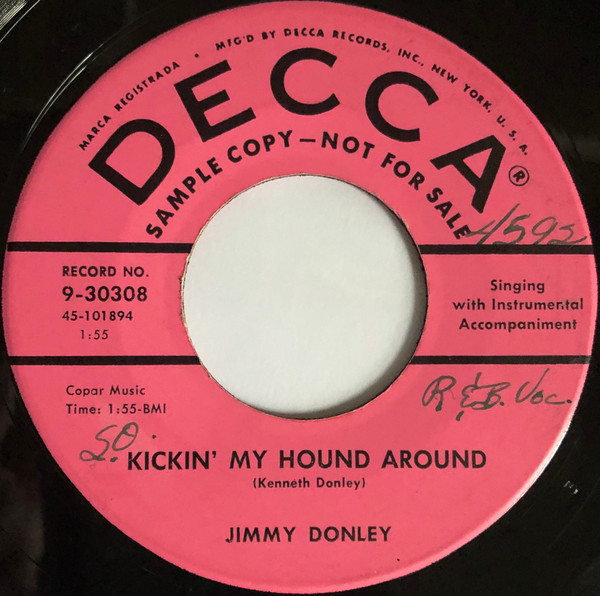 MARCA REGISTRADA • MFG'D BY DECCA RECORDS, INC., NEW YORK, U. S. A.
DECCA®
SAMPLE COPY—NOT FOR SALE
4592
RECORD NO.
9-30308
45-101894
1:55
Singing
with Instrumental
Accompaniment
Copar Music
Time: 1:55-BMI
R & B. Voc.
SO.
KICKIN' MY HOUND AROUND
(Kenneth Donley)
JIMMY DONLEY